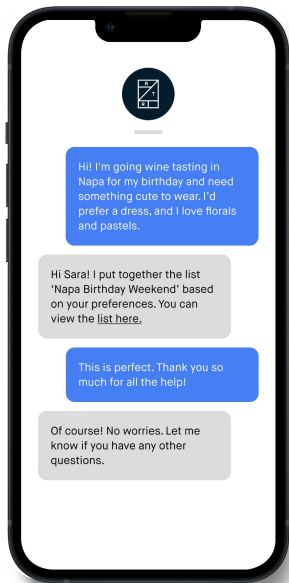 R
T
R
Hi! I'm going wine tasting in
Napa for my birthday and need
something cute to wear. I'd
prefer a dress, and I love florals
and pastels.
Hi Sara! I put together the list
'Napa Birthday Weekend' based
on your preferences. You can
view the list here.
This is perfect. Thank you so
much for all the help!
Of course! No worries. Let me
know if you have any other
questions.